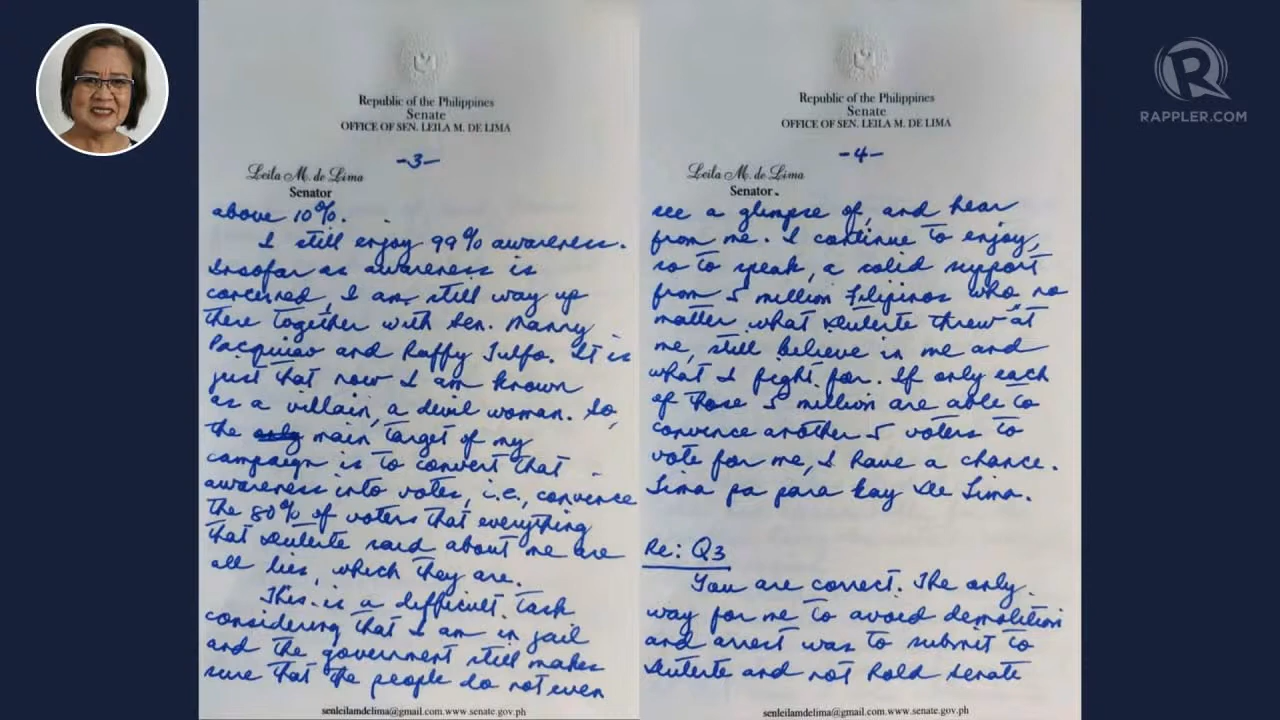 Republic of the Philippines
Senate
OFFICE OF SEN. LEILA M. DE LIMA
-3-
Leila M. de Lima
Senator
above 10%.
I still enjoy 99% awareness.
Insofar as awareness is
concerned, I am still way up
there together with Sen. Manny
Pacquiao and Raffy Tulfo. It is
just that now I am known
as a villain, a devil woman. So,
the only main target of my
campaign is to convert that
awareness into votes, i.e., convence
the 80% of voters that everything
that Duterte said about me are
all lies, which they are.
This is a difficult task
considering that I am in jail
and the government still makes
sure that the people do not even
senleilamdelima@gmail.com.www.senate.gov.ph
Republic of the Philippines
Senate
OFFICE OF SEN. LEILA M. DE LIMA
-4-
Leila M. de Lima
Senator.
see a glimpse of, and hear
from me. I continue to enjoy,
so to speak, a solid support
from 5 million Filipinos who, no
matter what Duterte threw at
me, still believe in me and
what I fight for. If only each
of those 5 million are able to
convence another 5 voters to
vote for me, I have a chance.
Lima pa para kay De Lima.
Re: Q3
You are correct. The only
way for me to avoid demolition
and arrest was to submit to
Duterte and not hold Senate
senleilamdelima@gmail.com.www.senate.gov.ph
R
RAPPLER.COM